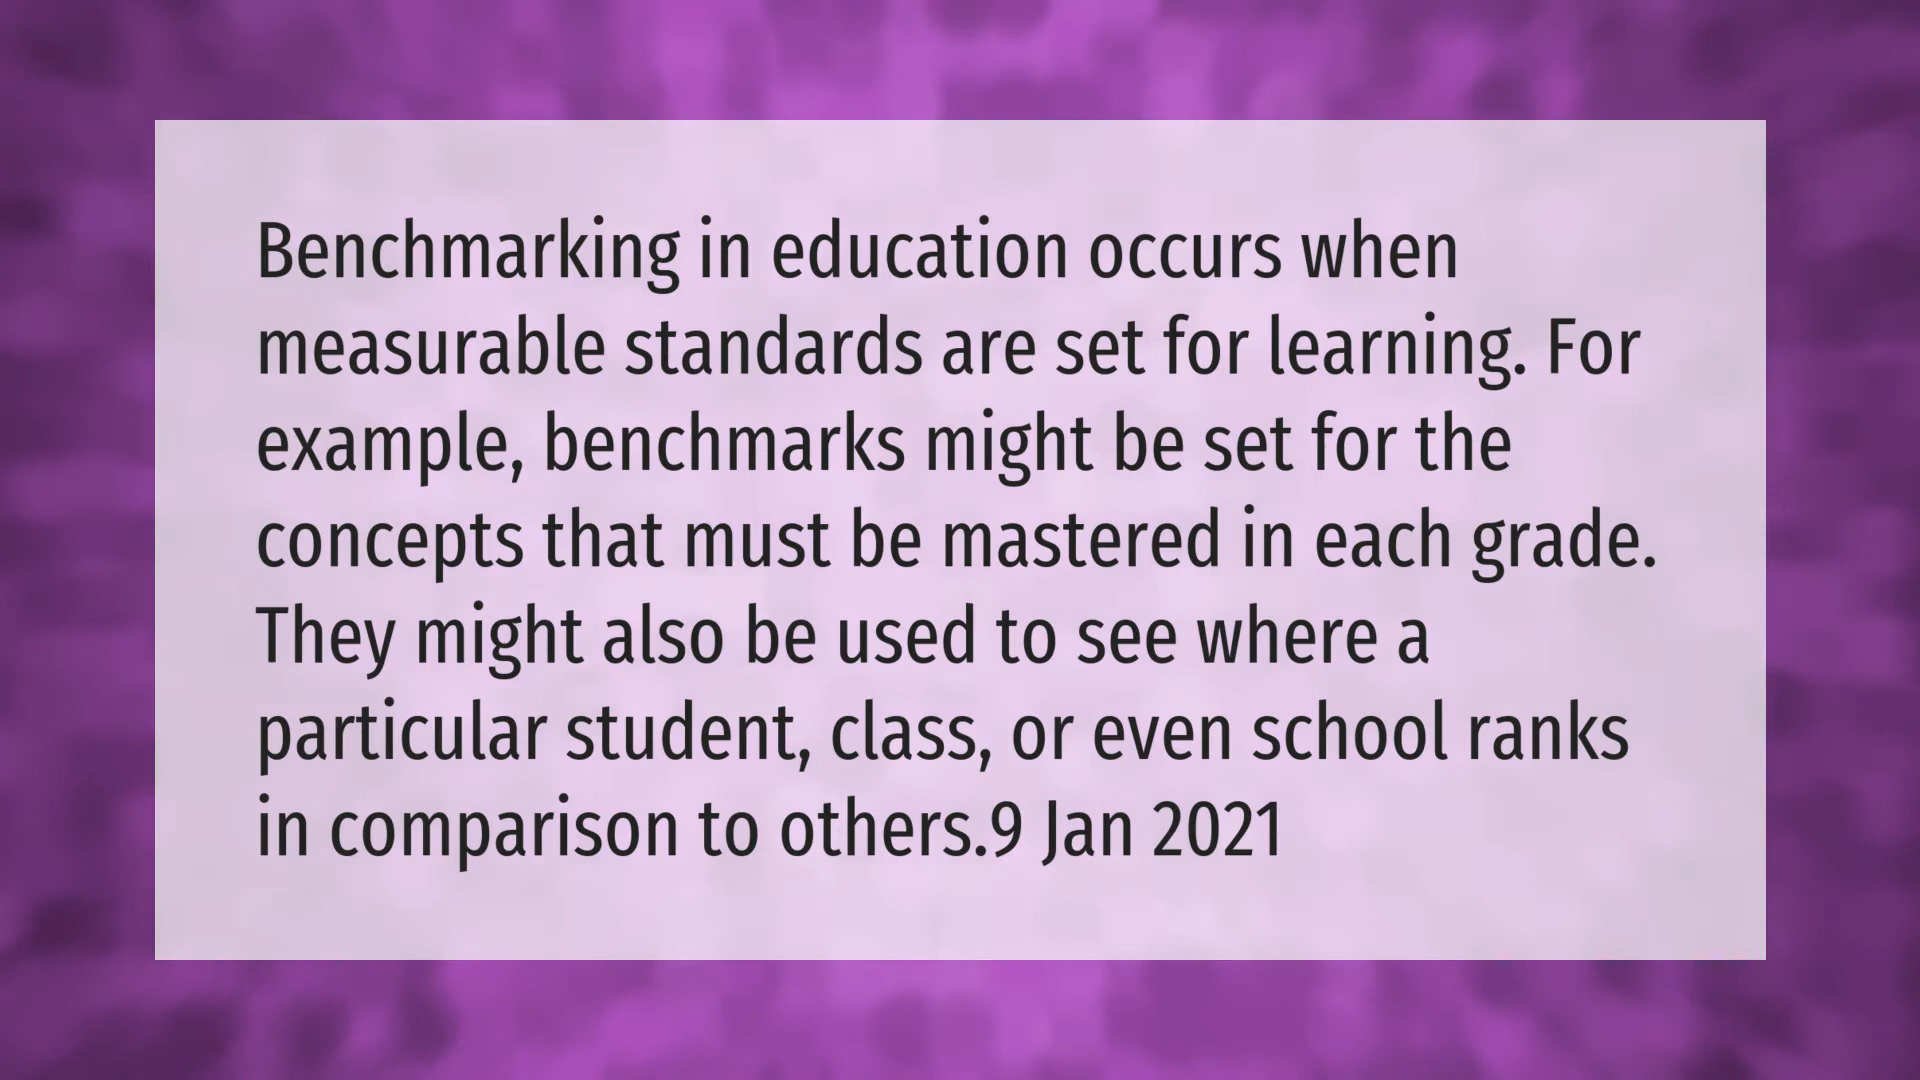 Benchmarking in education occurs when
measurable standards are set for learning. For
example, benchmarks might be set for the
concepts that must be mastered in each grade.
They might also be used to see where a
particular student, class, or even school ranks
in comparison to others.9 Jan 2021